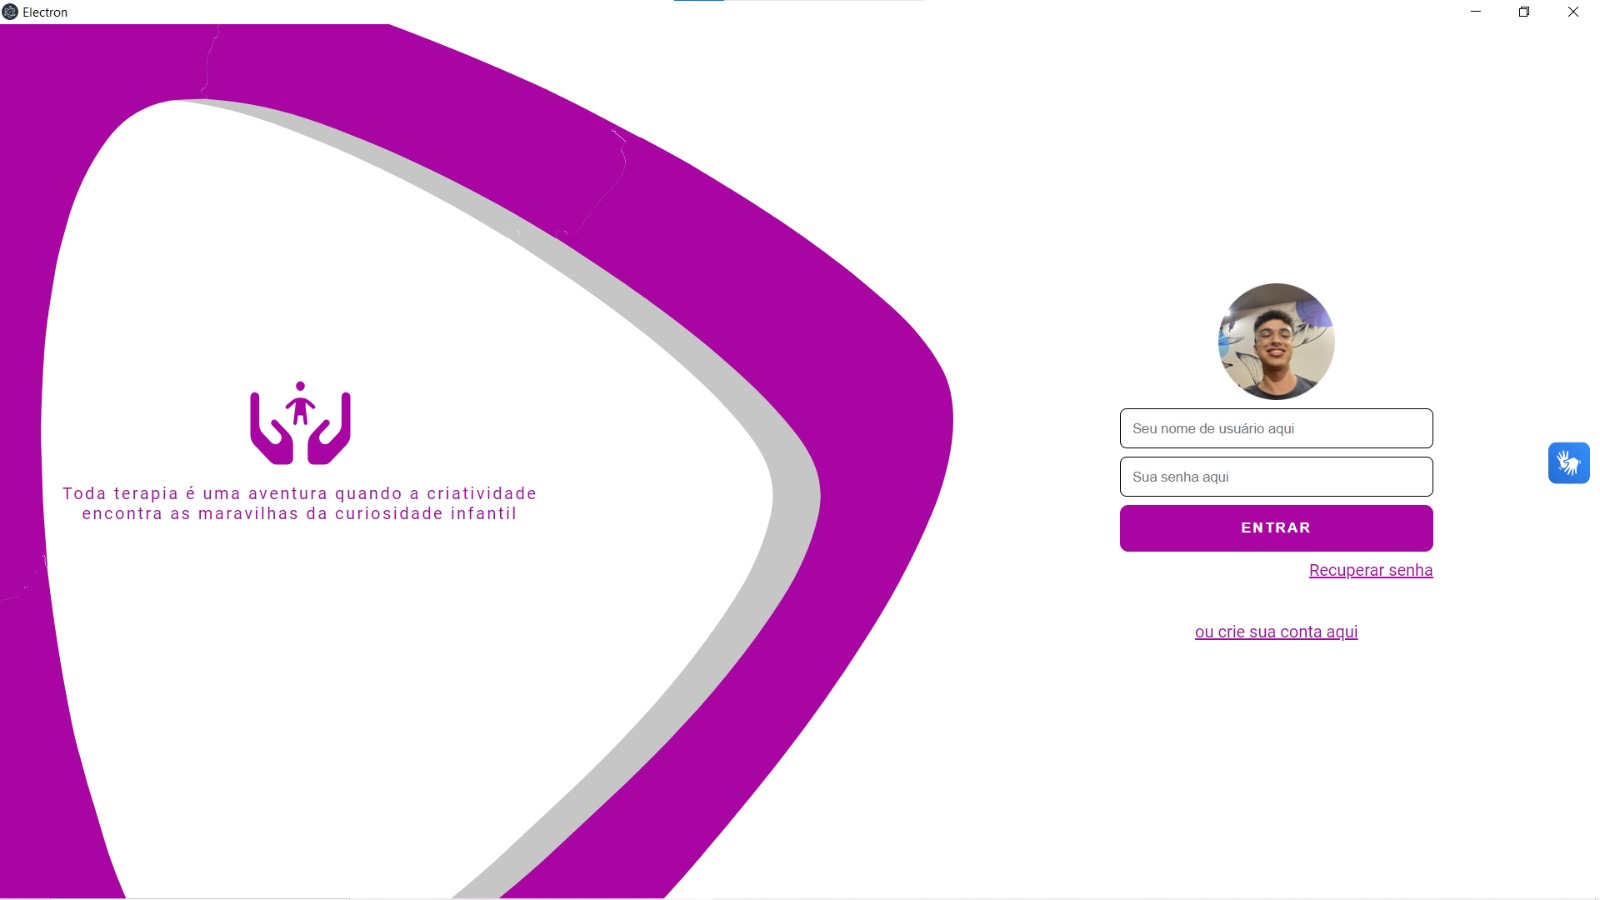 Electron
Toda terapia é uma aventura quando a criatividade
encontra as maravilhas da curiosidade infantil
Seu nome de usuário aqui
Sua senha aqui
ENTRAR
Recuperar senha
ou crie sua conta aqui